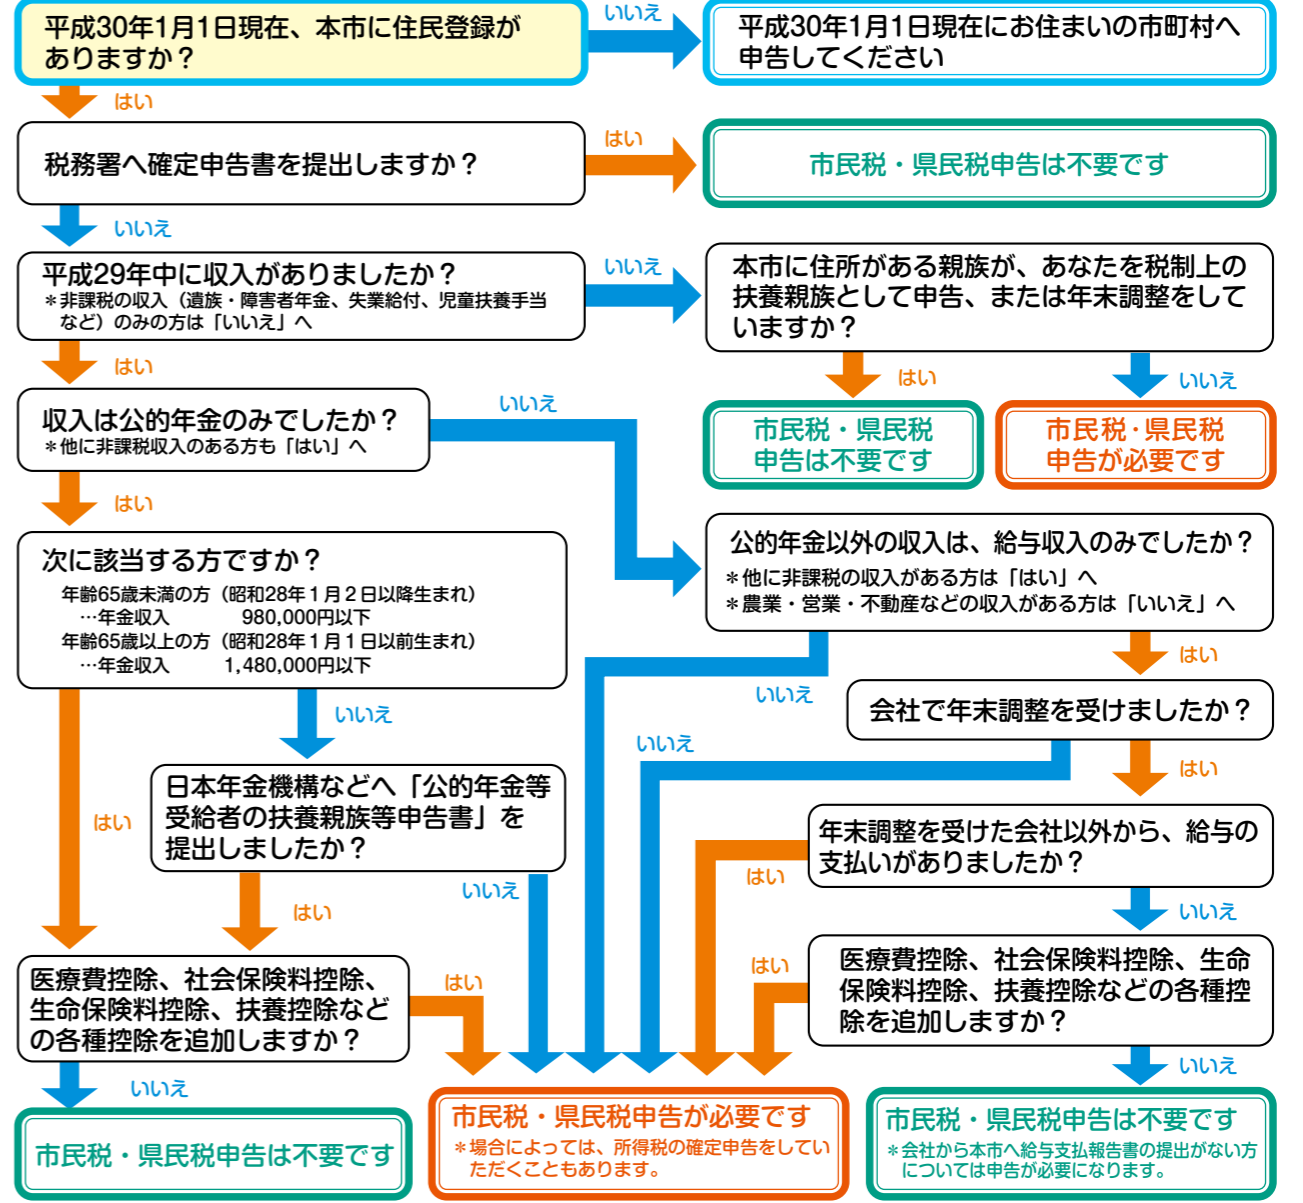 平成30年1月1日現在、本市に住民登録が
ありますか？
いいえ
平成30年1月1日現在にお住まいの市町村へ
申告してください
はい
税務署へ確定申告書を提出しますか？
はい
市民税・県民税申告は不要です
いいえ
平成29年中に収入がありましたか？
＊非課税の収入（遺族・障害者年金、失業給付、児童扶養手当
など）のみの方は「いいえ」へ
いいえ
本市に住所がある親族が、あなたを税制上の
扶養親族として申告、または年末調整をして
いますか？
はい
はい
いいえ
市民税・県民税
申告は不要です
市民税・県民税
申告が必要です
収入は公的年金のみでしたか？
＊他に非課税収入のある方も「はい」へ
いいえ
はい
公的年金以外の収入は、給与収入のみでしたか？
＊他に非課税の収入がある方は「はい」へ
＊農業・営業・不動産などの収入がある方は「いいえ」へ
次に該当する方ですか？
年齢65歳未満の方（昭和28年１月２日以降生まれ）
…年金収入　980,000円以下
年齢65歳以上の方（昭和28年１月１日以前生まれ）
…年金収入　1,480,000円以下
いいえ
はい
いいえ
会社で年末調整を受けましたか？
いいえ
はい
日本年金機構などへ「公的年金等
受給者の扶養親族等申告書」を
提出しましたか？
はい
いいえ
はい
年末調整を受けた会社以外から、給与の
支払いがありましたか？
はい
いいえ
医療費控除、社会保険料控除、
生命保険料控除、扶養控除など
の各種控除を追加しますか？
はい
はい
医療費控除、社会保険料控除、生命
保険料控除、扶養控除などの各種控
除を追加しますか？
いいえ
いいえ
市民税・県民税申告は不要です
市民税・県民税申告が必要です
＊場合によっては、所得税の確定申告をしてい
ただくこともあります。
市民税・県民税申告は不要です
＊会社から本市へ給与支払報告書の提出がない方
については申告が必要になります。